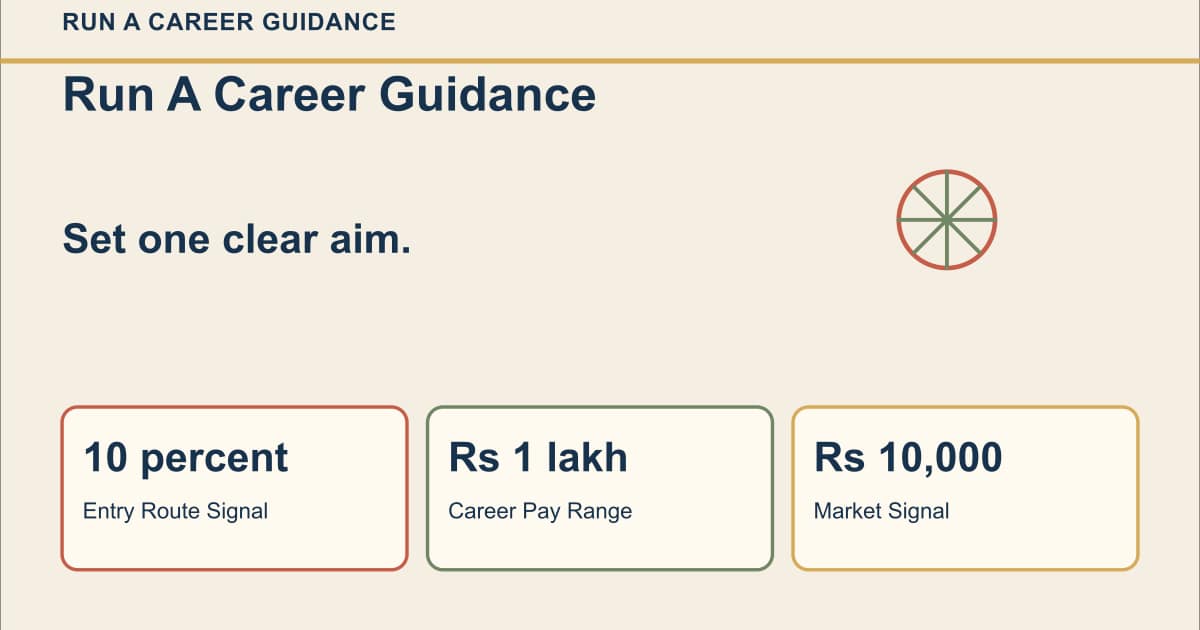 RUN A CAREER GUIDANCE
Run A Career Guidance
Set one clear aim.
10 percent
Entry Route Signal
Rs 1 lakh
Career Pay Range
Rs 10,000
Market Signal